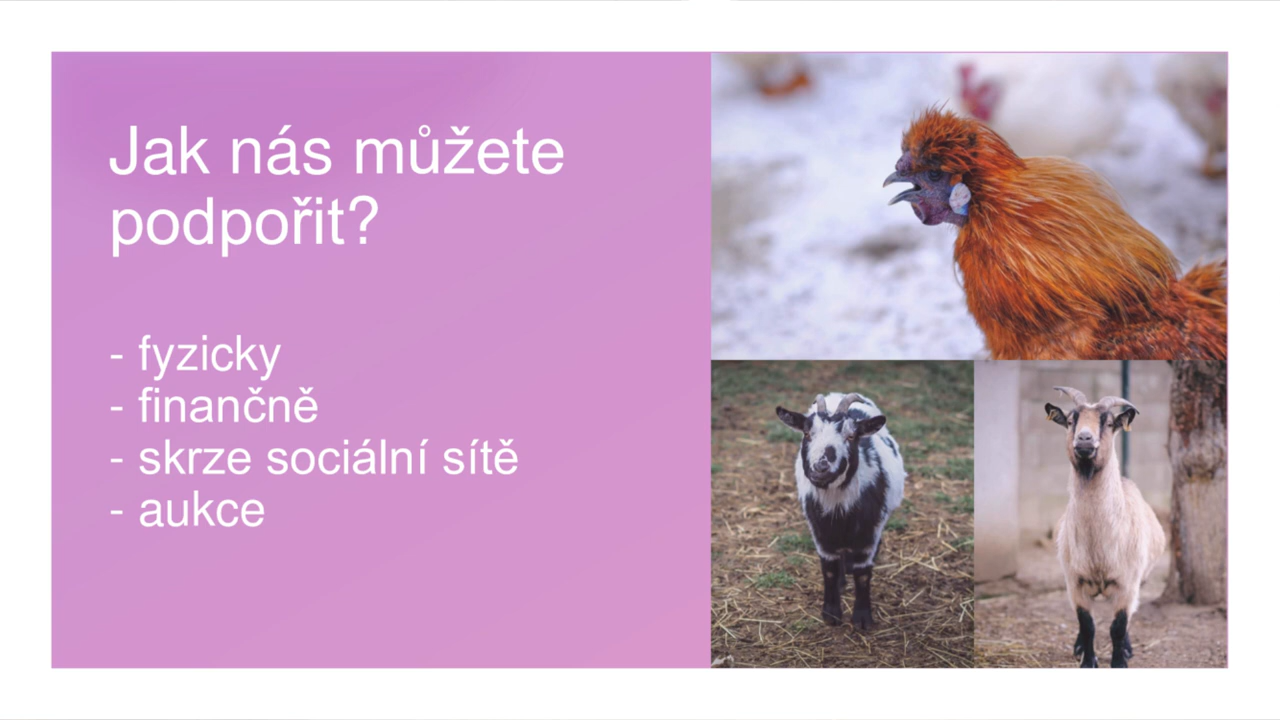 Jak nás můžete
podpořit?
- fyzicky
- finančně
- skrze sociální sítě
- aukce